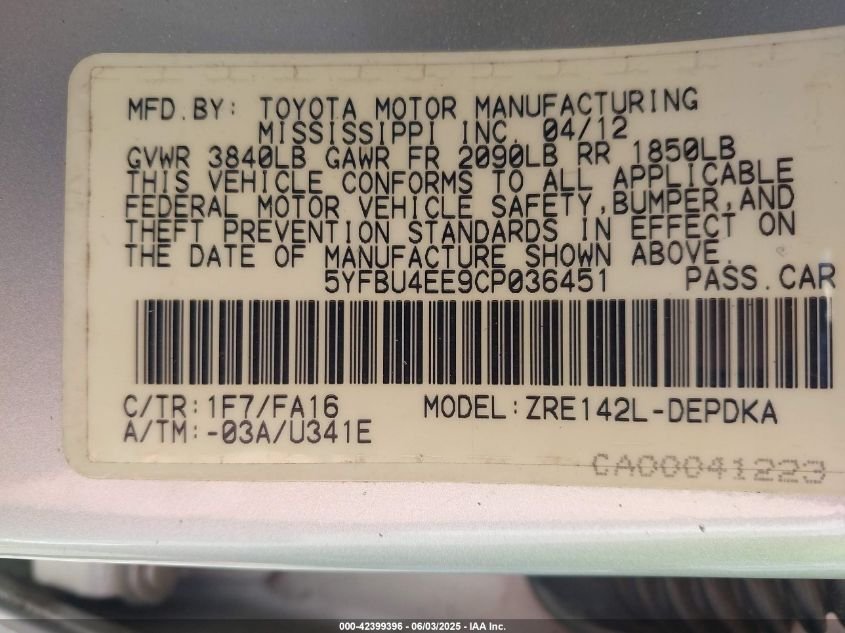 MFD.BY: TOYOTA MOTOR MANUFACTURING
MISSISSIPPI INC. 04/12
GVWR 3840LB GAWR FR 2090LB RR 1850LB
THIS VEHICLE CONFORMS TO ALL APPLICABLE
FEDERAL MOTOR VEHICLE SAFETY,BUMPER,AND
THEFT PREVENTION STANDARDS IN EFFECT ON
THE DATE OF MANUFACTURE SHOWN ABOVE.
5YFBU4EE9CP036451 PASS.CAR
C/TR:1F7/FA16 MODEL:ZRE142L-DEPDKA
A/TM:-03A/U341E
CA00041223
000-42399396 - 06/03/2025 - IAA Inc.